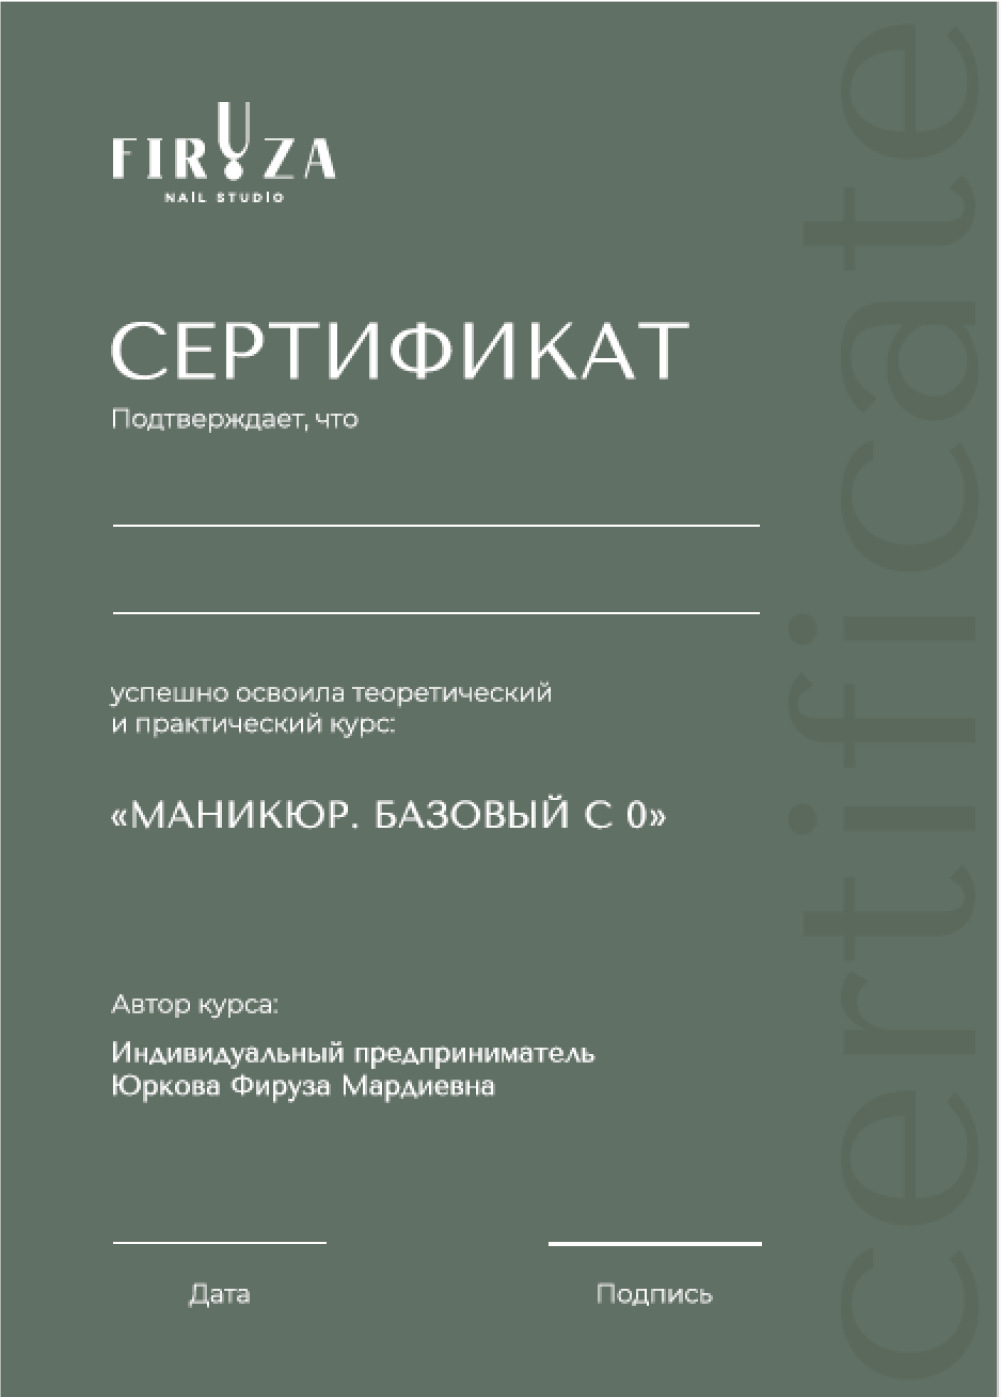 FIRUZA
NAIL STUDIO
СЕРТИФИКАТ
Подтверждает, что
успешно освоила теоретический
и практический курс:
«МАНИКЮР. БАЗОВЫЙ С 0»
Автор курса:
Индивидуальный предприниматель
Юркова Фируза Мардиевна
Дата
Подпись
certificate